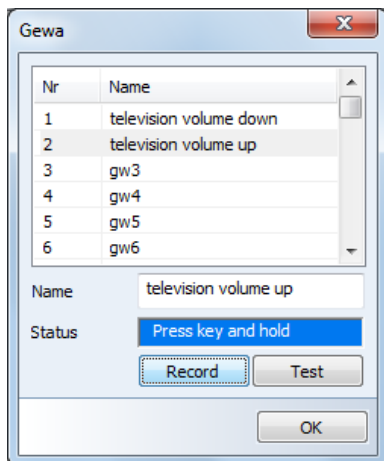 Gewa
Nr Name
1 television volume down
2 television volume up
3 gw3
4 gw4
5 gw5
6 gw6
Name television volume up
Status Press key and hold
Record Test
OK